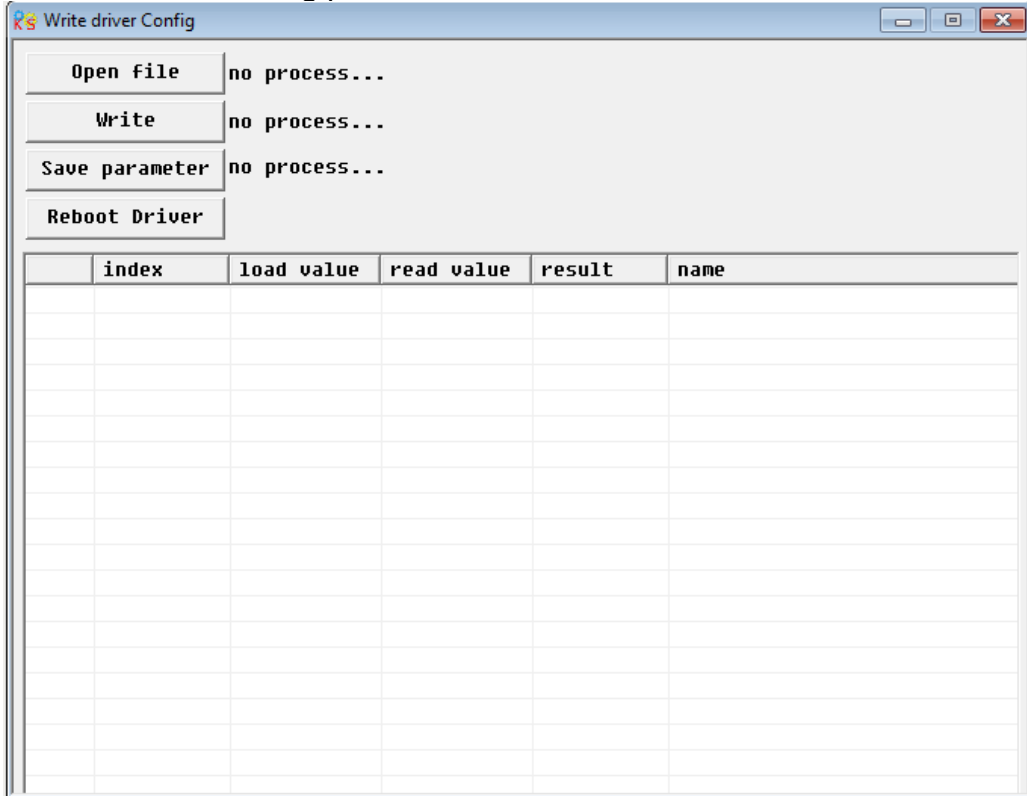 Write driver Config
Open file no process...
Write no process...
Save parameter no process...
Reboot Driver
index load value read value result name